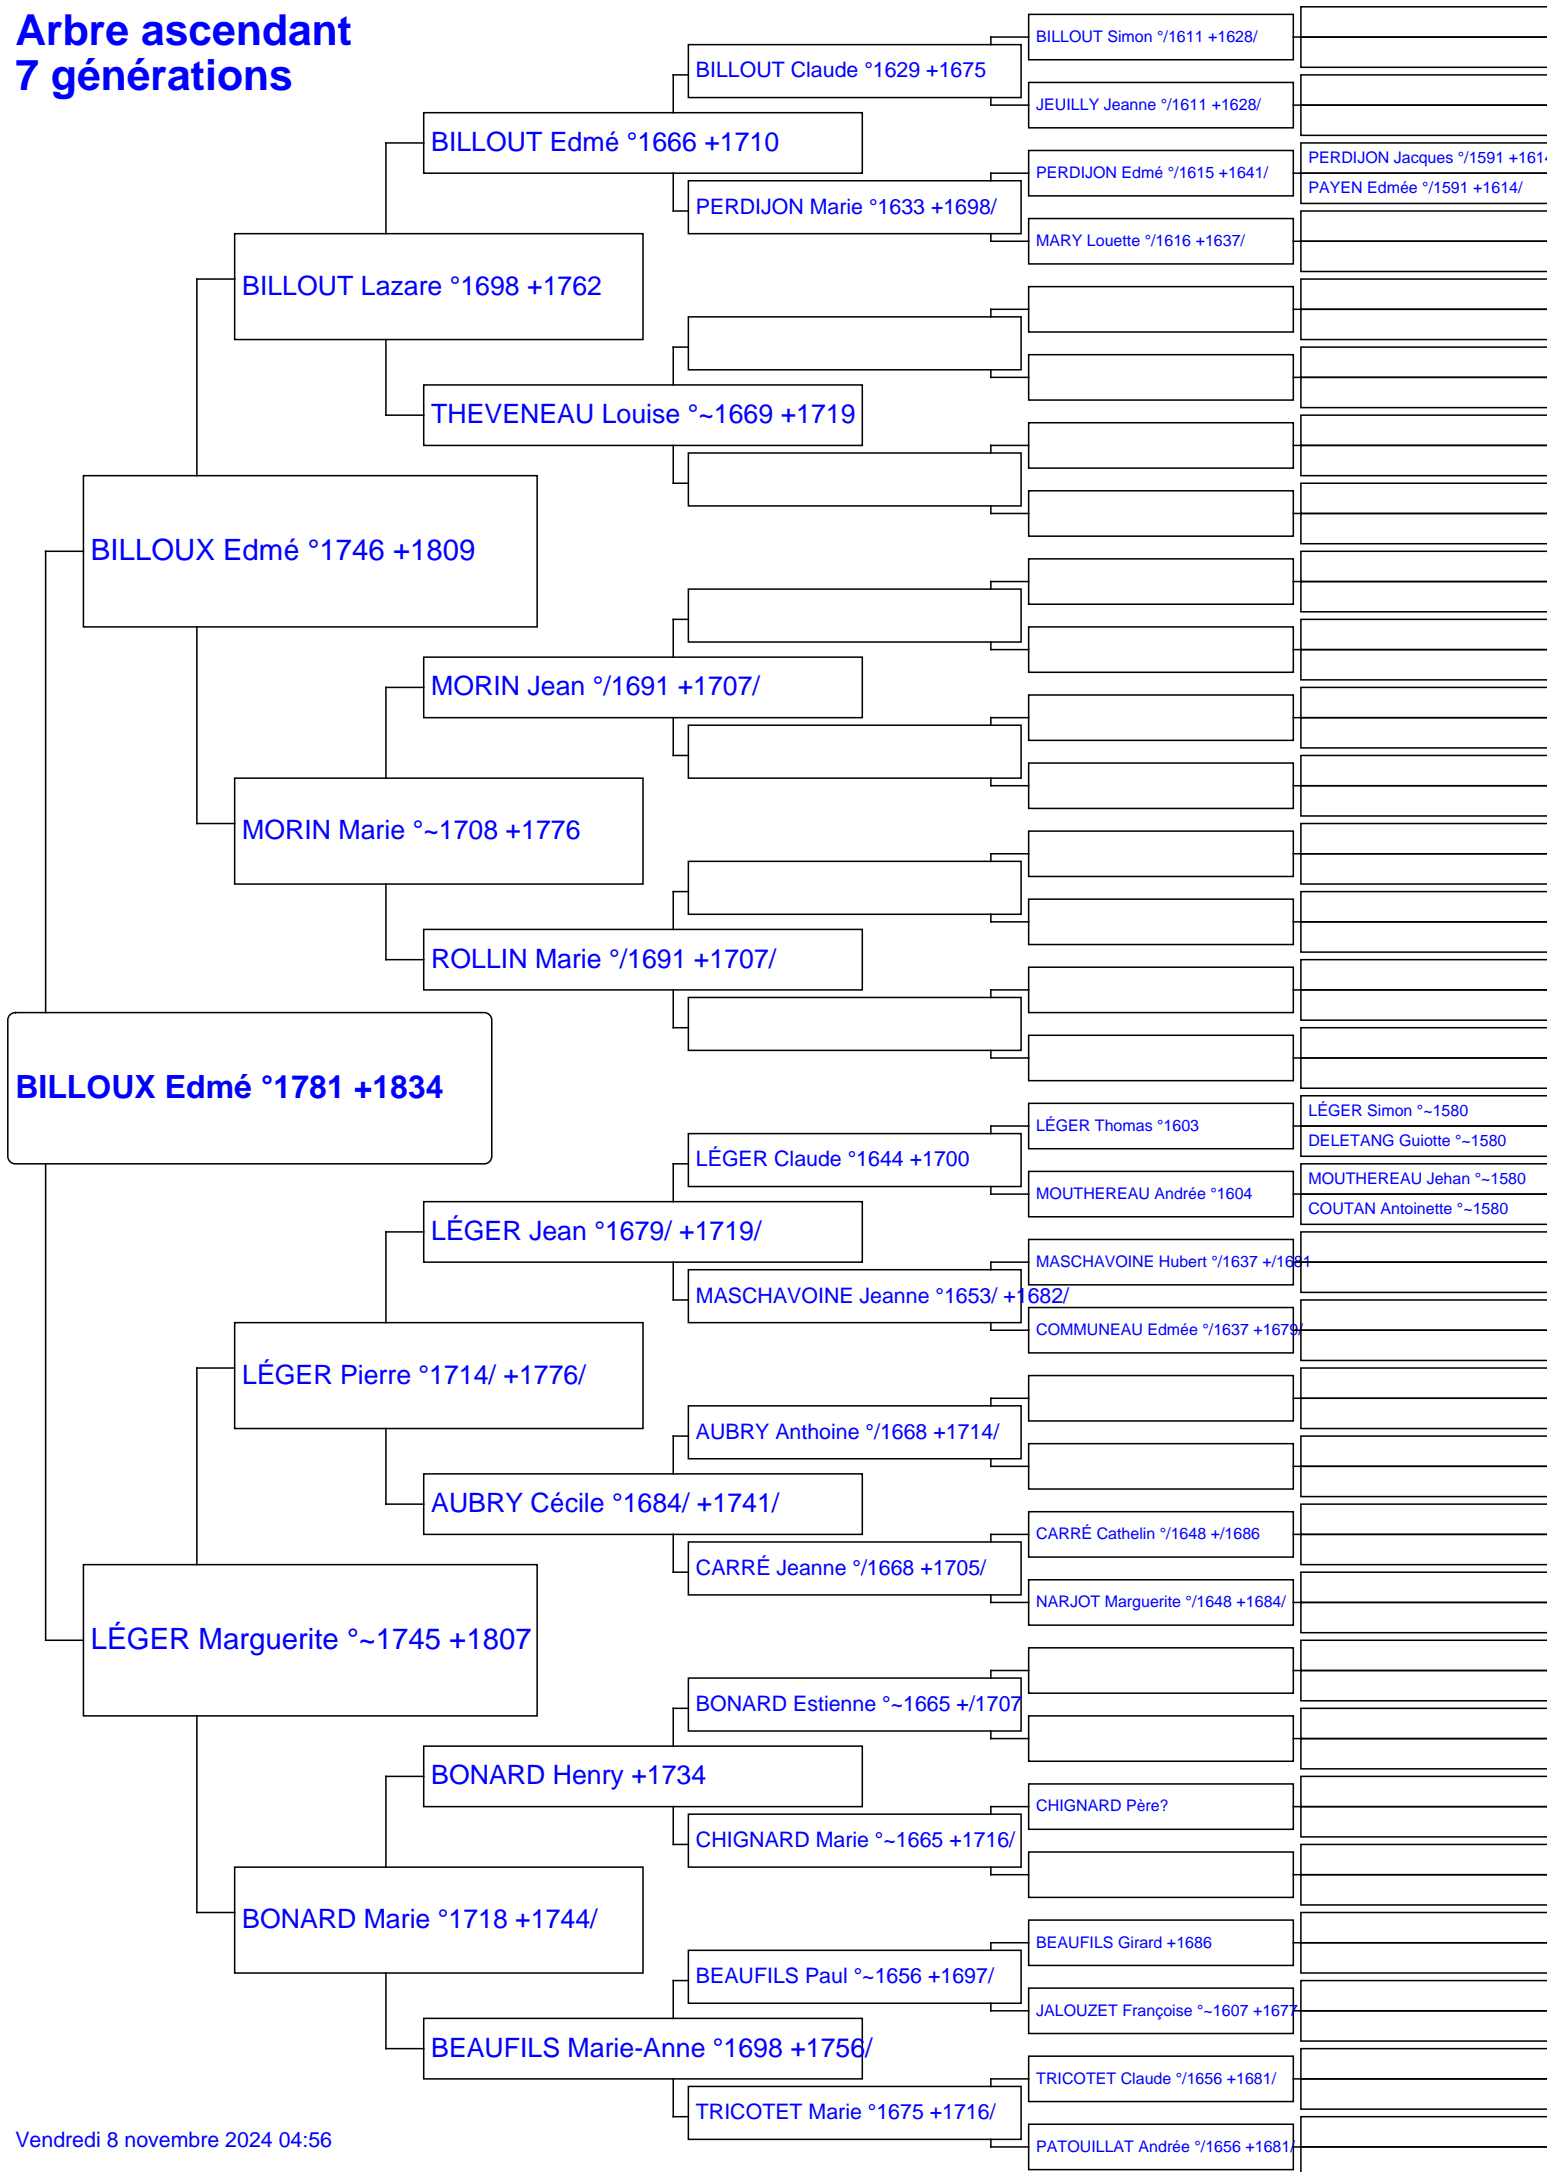 Arbre ascendant
7 générations
BILLOUT Simon °/1611 +1628/
BILLOUT Claude °1629 +1675
JEUILLY Jeanne °/1611 +1628/
BILLOUT Edmé °1666 +1710
PERDIJON Jacques °/1591 +1614
PERDIJON Edmé °/1615 +1641/
PAYEN Edmée °/1591 +1614/
PERDIJON Marie °1633 +1698/
MARY Louette °/1616 +1637/
BILLOUT Lazare °1698 +1762
THEVENEAU Louise °~1669 +1719
BILLOUX Edmé °1746 +1809
MORIN Jean °/1691 +1707/
MORIN Marie °~1708 +1776
ROLLIN Marie °/1691 +1707/
BILLOUX Edmé °1781 +1834
LÉGER Simon °~1580
LÉGER Thomas °1603
DELETANG Guiotte °~1580
LÉGER Claude °1644 +1700
MOUTHEREAU Jehan °~1580
MOUTHEREAU Andrée °1604
COUTAN Antoinette °~1580
LÉGER Jean °1679/ +1719/
MASCHAVOINE Hubert °/1637 +/1681
MASCHAVOINE Jeanne °1653/ +1682/
COMMUNEAU Edmée °/1637 +1679/
LÉGER Pierre °1714/ +1776/
AUBRY Anthoine °/1668 +1714/
AUBRY Cécile °1684/ +1741/
CARRÉ Cathelin °/1648 +/1686
CARRÉ Jeanne °/1668 +1705/
NARJOT Marguerite °/1648 +1684/
LÉGER Marguerite °~1745 +1807
BONARD Estienne °~1665 +/1707
BONARD Henry +1734
CHIGNARD Père?
CHIGNARD Marie °~1665 +1716/
BONARD Marie °1718 +1744/
BEAUFILS Girard +1686
BEAUFILS Paul °~1656 +1697/
JALOUZET Françoise °~1607 +1677
BEAUFILS Marie-Anne °1698 +1756/
TRICOTET Claude °/1656 +1681/
TRICOTET Marie °1675 +1716/
PATOUILLAT Andrée °/1656 +1681/
Vendredi 8 novembre 2024 04:56